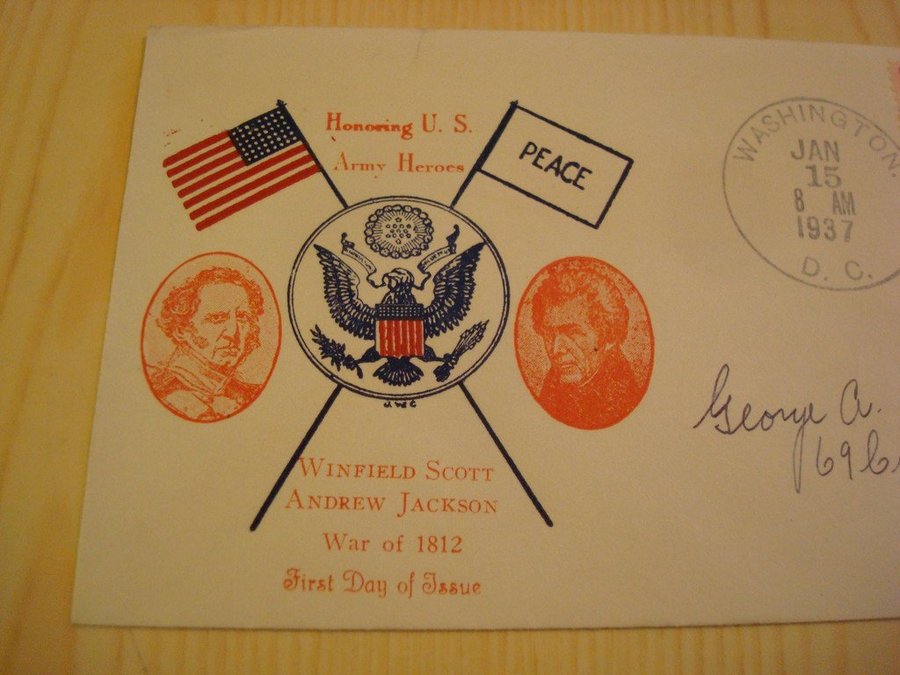 Honoring U. S.
Army Heroes
PEACE
WASHINGTON,
JAN
15
8 AM
1937
D. C.
J.W.C
George A.
WINFIELD SCOTT
ANDREW JACKSON
War of 1812
First Day of Issue